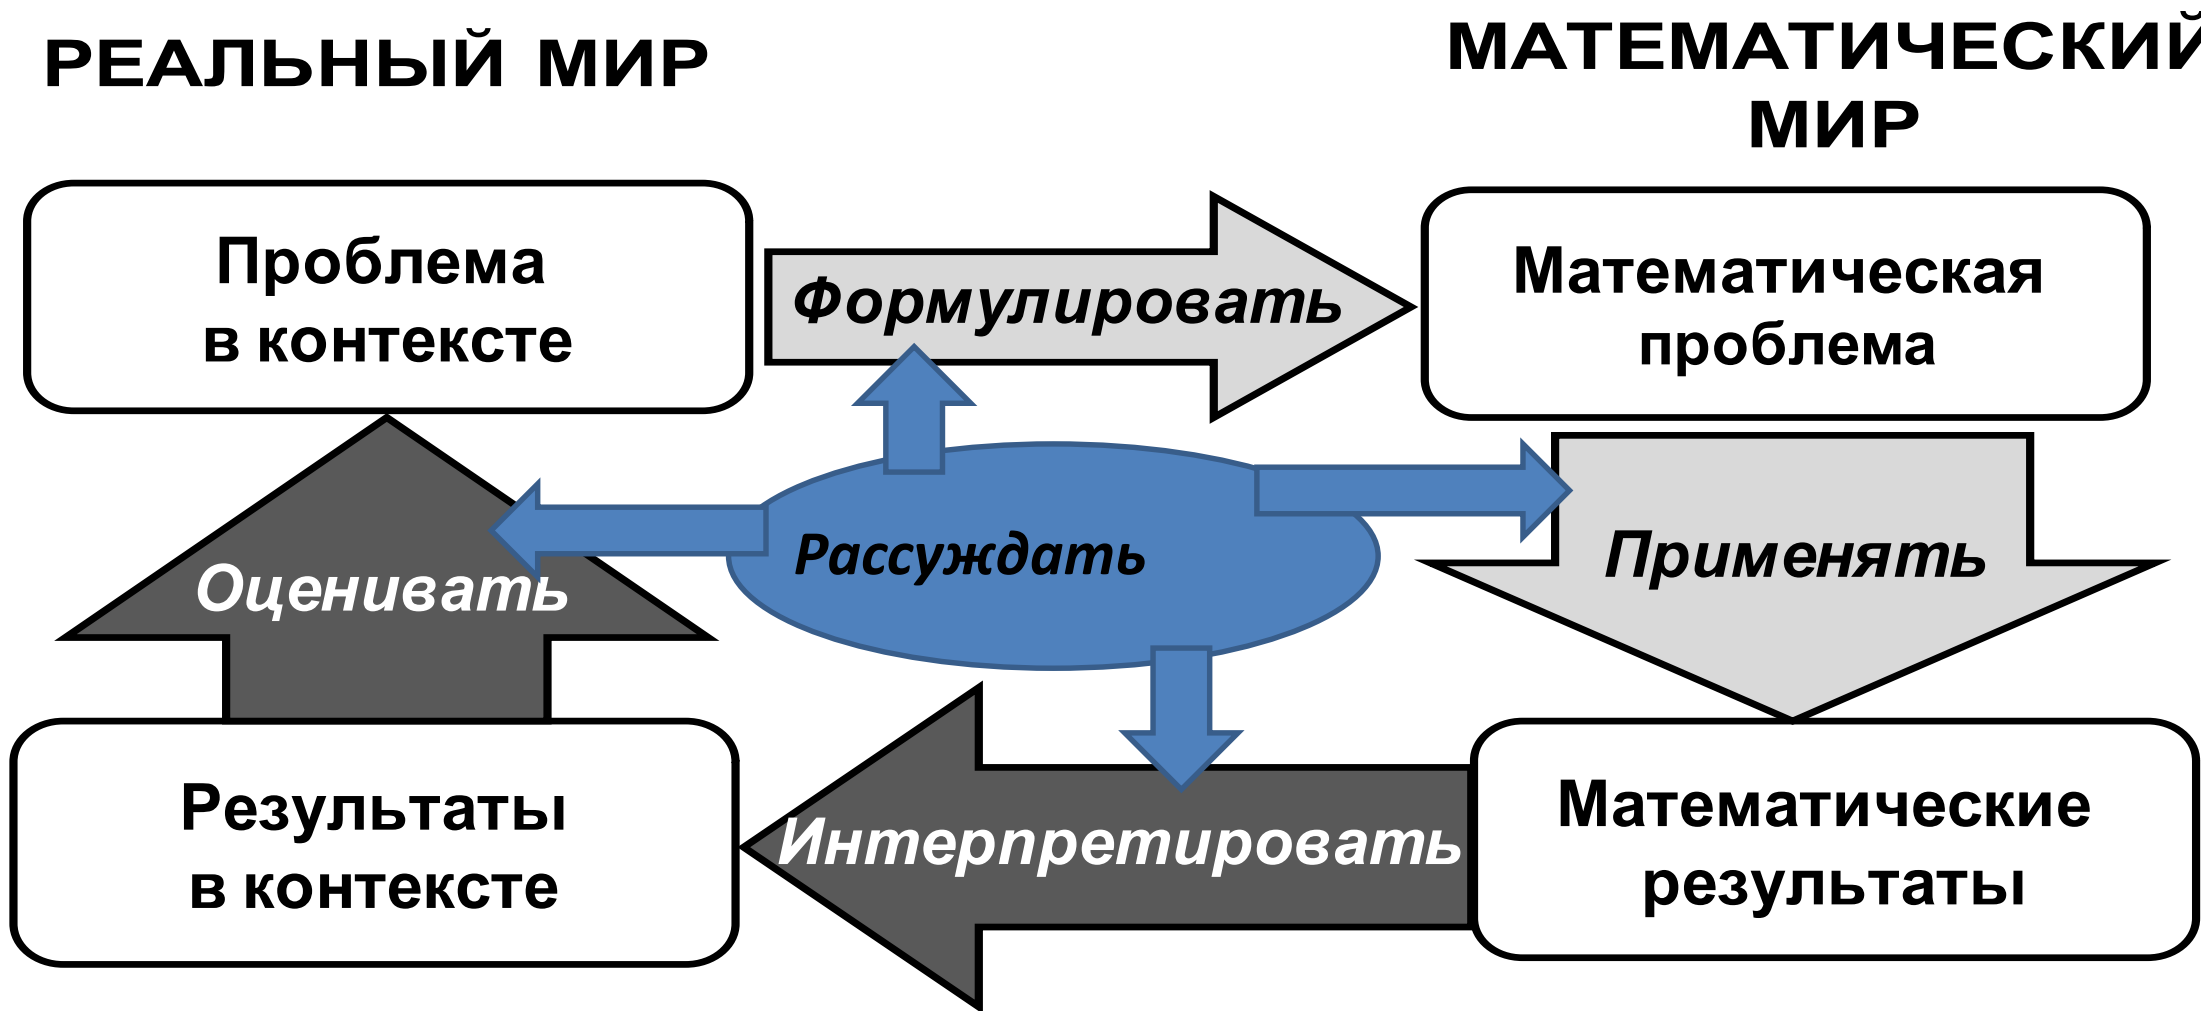 РЕАЛЬНЫЙ МИР
МАТЕМАТИЧЕСКИЙ
МИР
Проблема
в контексте
Формулировать
Математическая
проблема
Оценивать
Рассуждать
Применять
Результаты
в контексте
Интерпретировать
Математические
результаты